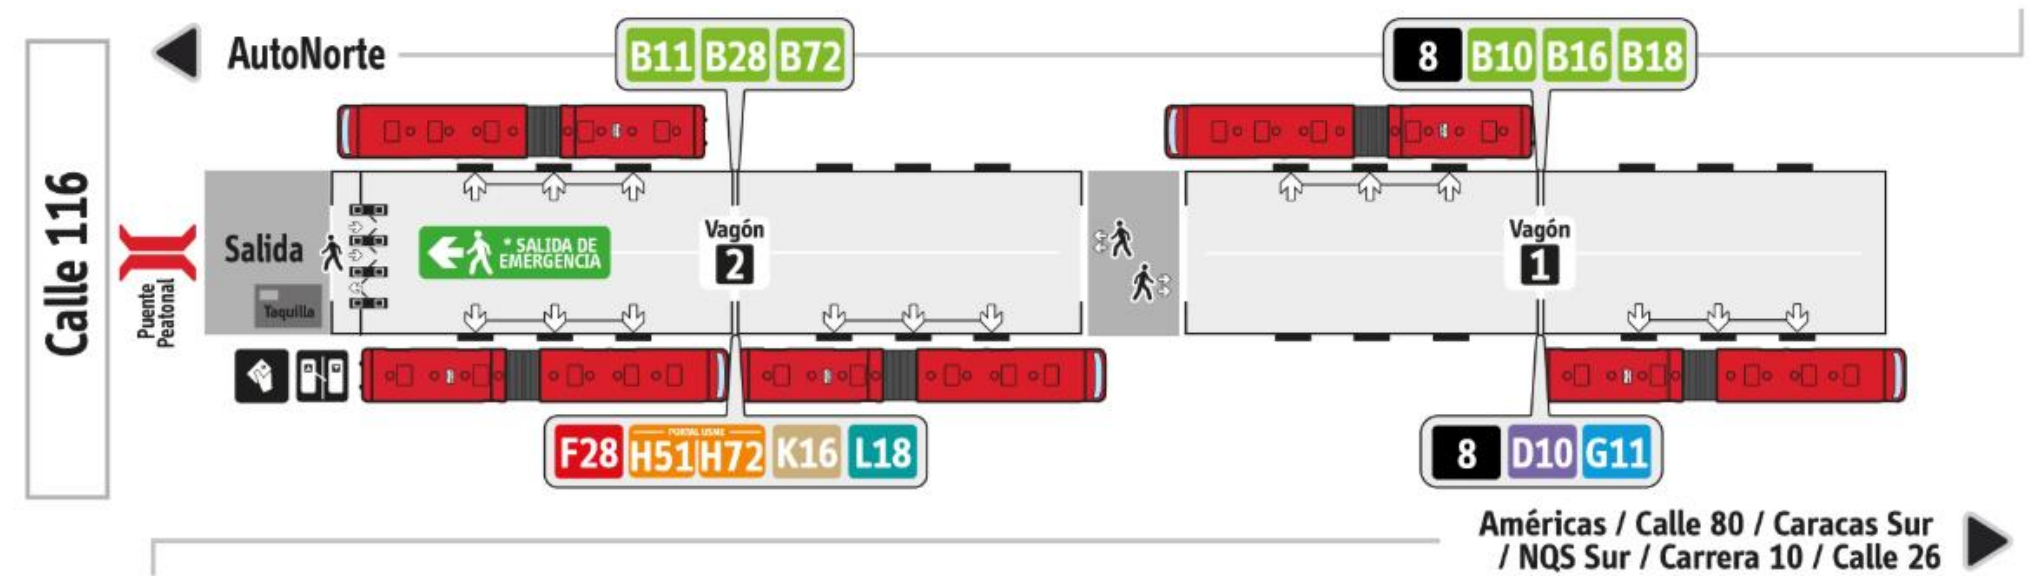 AutoNorte
B11 B28 B72
8 B10 B16 B18
Calle 116
Puente
Peatonal
Salida
Taquilla
* SALIDA DE
EMERGENCIA
Vagón
2
Vagón
1
PORTAL USME
F28 H51 H72 K16 L18
8 D10 G11
Américas / Calle 80 / Caracas Sur
/ NQS Sur / Carrera 10 / Calle 26